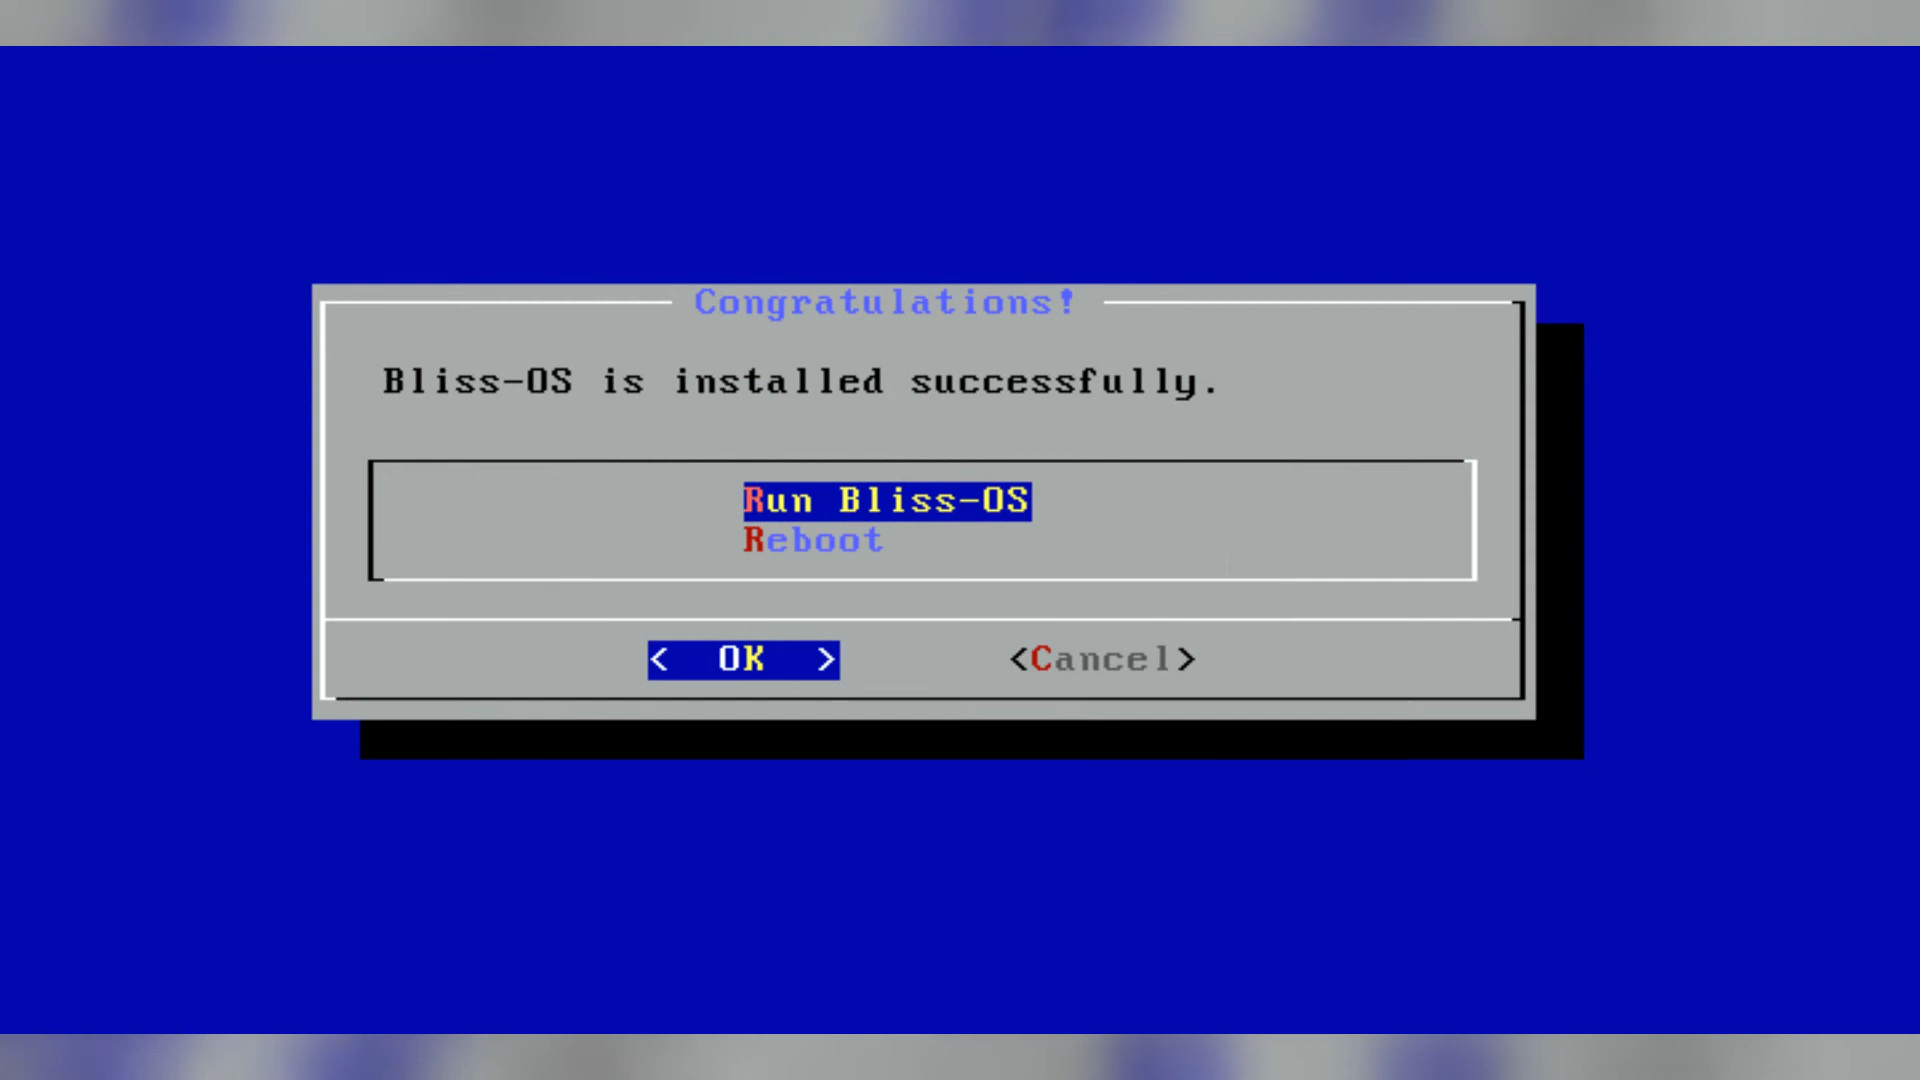 Congratulations!
Bliss-OS is installed successfully.
Run Bliss-OS
Reboot
< OK > <Cancel>